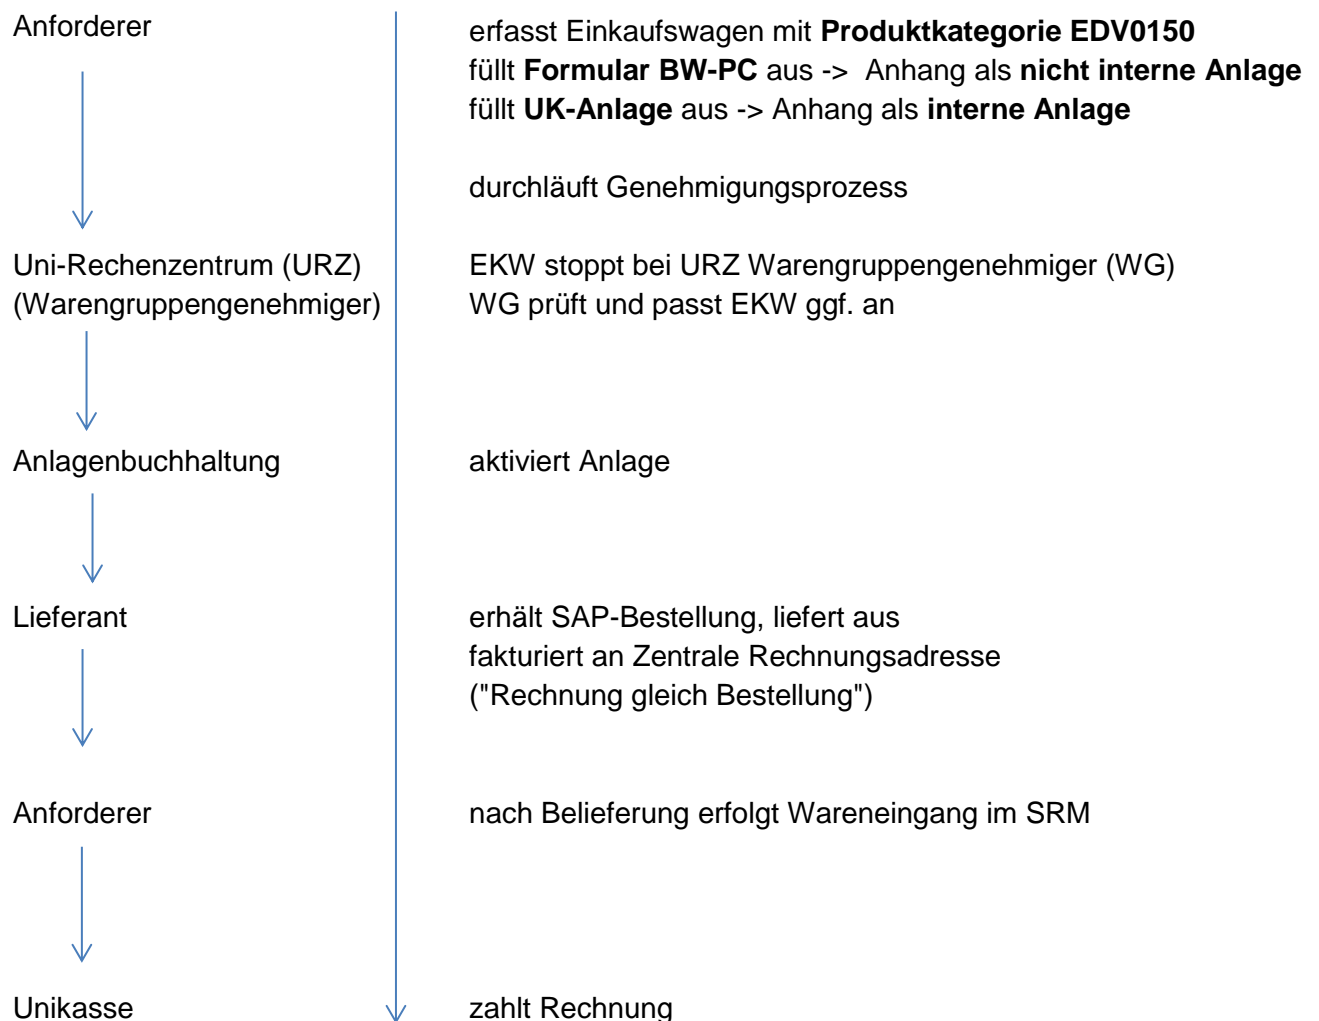 Anforderer
erfasst Einkaufswagen mit Produktkategorie EDV0150
füllt Formular BW-PC aus ->  Anhang als nicht interne Anlage
füllt UK-Anlage aus -> Anhang als interne Anlage
durchläuft Genehmigungsprozess
Uni-Rechenzentrum (URZ)
(Warengruppengenehmiger)
EKW stoppt bei URZ Warengruppengenehmiger (WG)
WG prüft und passt EKW ggf. an
Anlagenbuchhaltung
aktiviert Anlage
Lieferant
erhält SAP-Bestellung, liefert aus
fakturiert an Zentrale Rechnungsadresse
("Rechnung gleich Bestellung")
Anforderer
nach Belieferung erfolgt Wareneingang im SRM
Unikasse
zahlt Rechnung